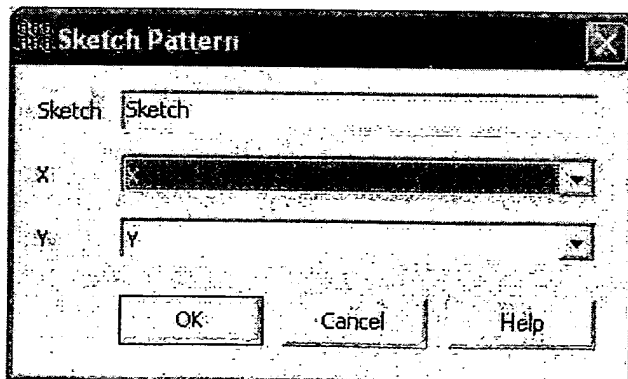 Sketch Pattern
Sketch Sketch
X X
Y Y
OK Cancel Help